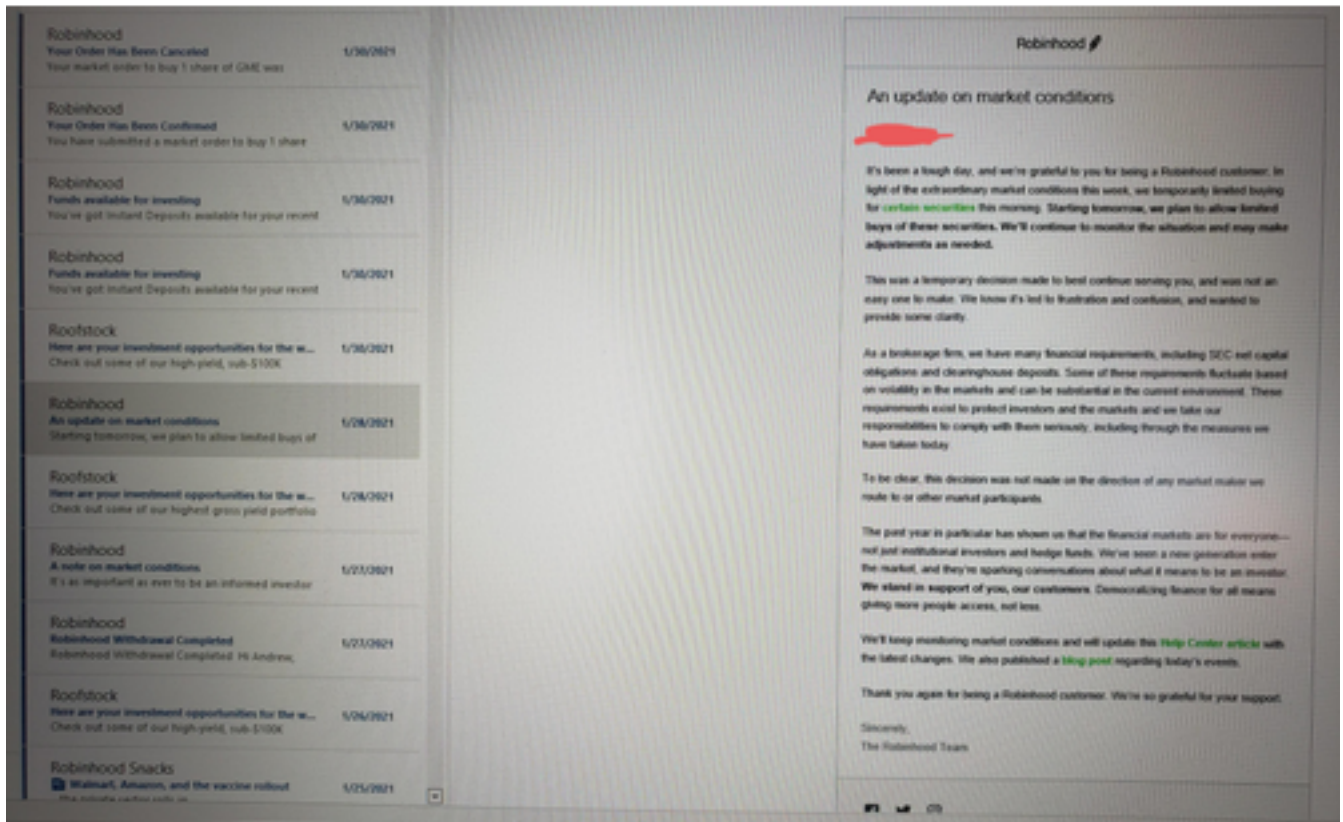 Robinhood
Your Order Has Been Canceled
1/30/2021
Your market order to buy 1 share of GME was
Robinhood
Your Order Has Been Confirmed
1/30/2021
You have submitted a market order to buy 1 share
Robinhood
Funds available for investing
1/30/2021
You've got Instant Deposits available for your recent
Robinhood
Funds available for investing
1/30/2021
You've got Instant Deposits available for your recent
Roofstock
Here are your investment opportunities for the w...
1/30/2021
Check out some of our high-yield, sub-$100K
Robinhood
An update on market conditions
1/28/2021
Starting tomorrow, we plan to allow limited buys of
Roofstock
Here are your investment opportunities for the w...
1/28/2021
Check out some of our highest gross yield portfolio
Robinhood
A note on market conditions
1/27/2021
It's as important as ever to be an informed investor
Robinhood
Robinhood Withdrawal Completed
1/27/2021
Robinhood Withdrawal Completed Hi Andrew,
Roofstock
Here are your investment opportunities for the w...
1/26/2021
Check out some of our high-yield, sub-$100K
Robinhood Snacks
Walmart, Amazon, and the vaccine rollout
1/25/2021
Robinhood
An update on market conditions
It's been a tough day, and we're grateful to you for being a Robinhood customer. In
light of the extraordinary market conditions this week, we temporarily limited buying
for certain securities this morning. Starting tomorrow, we plan to allow limited
buys of these securities. We'll continue to monitor the situation and may make
adjustments as needed.
This was a temporary decision made to best continue serving you, and was not an
easy one to make. We know it's led to frustration and confusion, and wanted to
provide some clarity.
As a brokerage firm, we have many financial requirements, including SEC net capital
obligations and clearinghouse deposits. Some of these requirements fluctuate based
on volatility in the markets and can be substantial in the current environment. These
requirements exist to protect investors and the markets and we take our
responsibilities to comply with them seriously, including through the measures we
have taken today.
To be clear, this decision was not made on the direction of any market maker we
route to or other market participants.
The past year in particular has shown us that the financial markets are for everyone—
not just institutional investors and hedge funds. We've seen a new generation enter
the market, and they're sparking conversations about what it means to be an investor.
We stand in support of you, our customers. Democratizing finance for all means
giving more people access, not less.
We'll keep monitoring market conditions and will update this Help Center article with
the latest changes. We also published a blog post regarding today's events.
Thank you again for being a Robinhood customer. We're so grateful for your support.
Sincerely,
The Robinhood Team